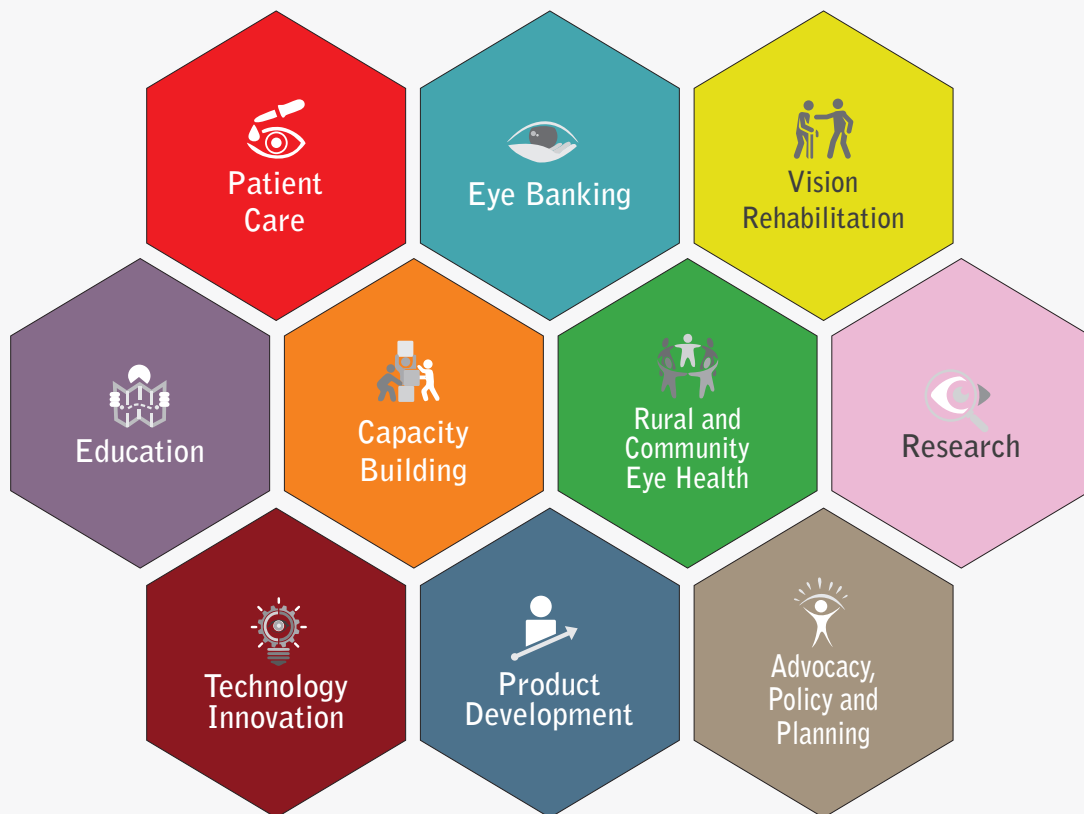 Patient
Care
Eye Banking
Vision
Rehabilitation
Education
Capacity
Building
Rural and
Community
Eye Health
Research
Technology
Innovation
Product
Development
Advocacy,
Policy and
Planning